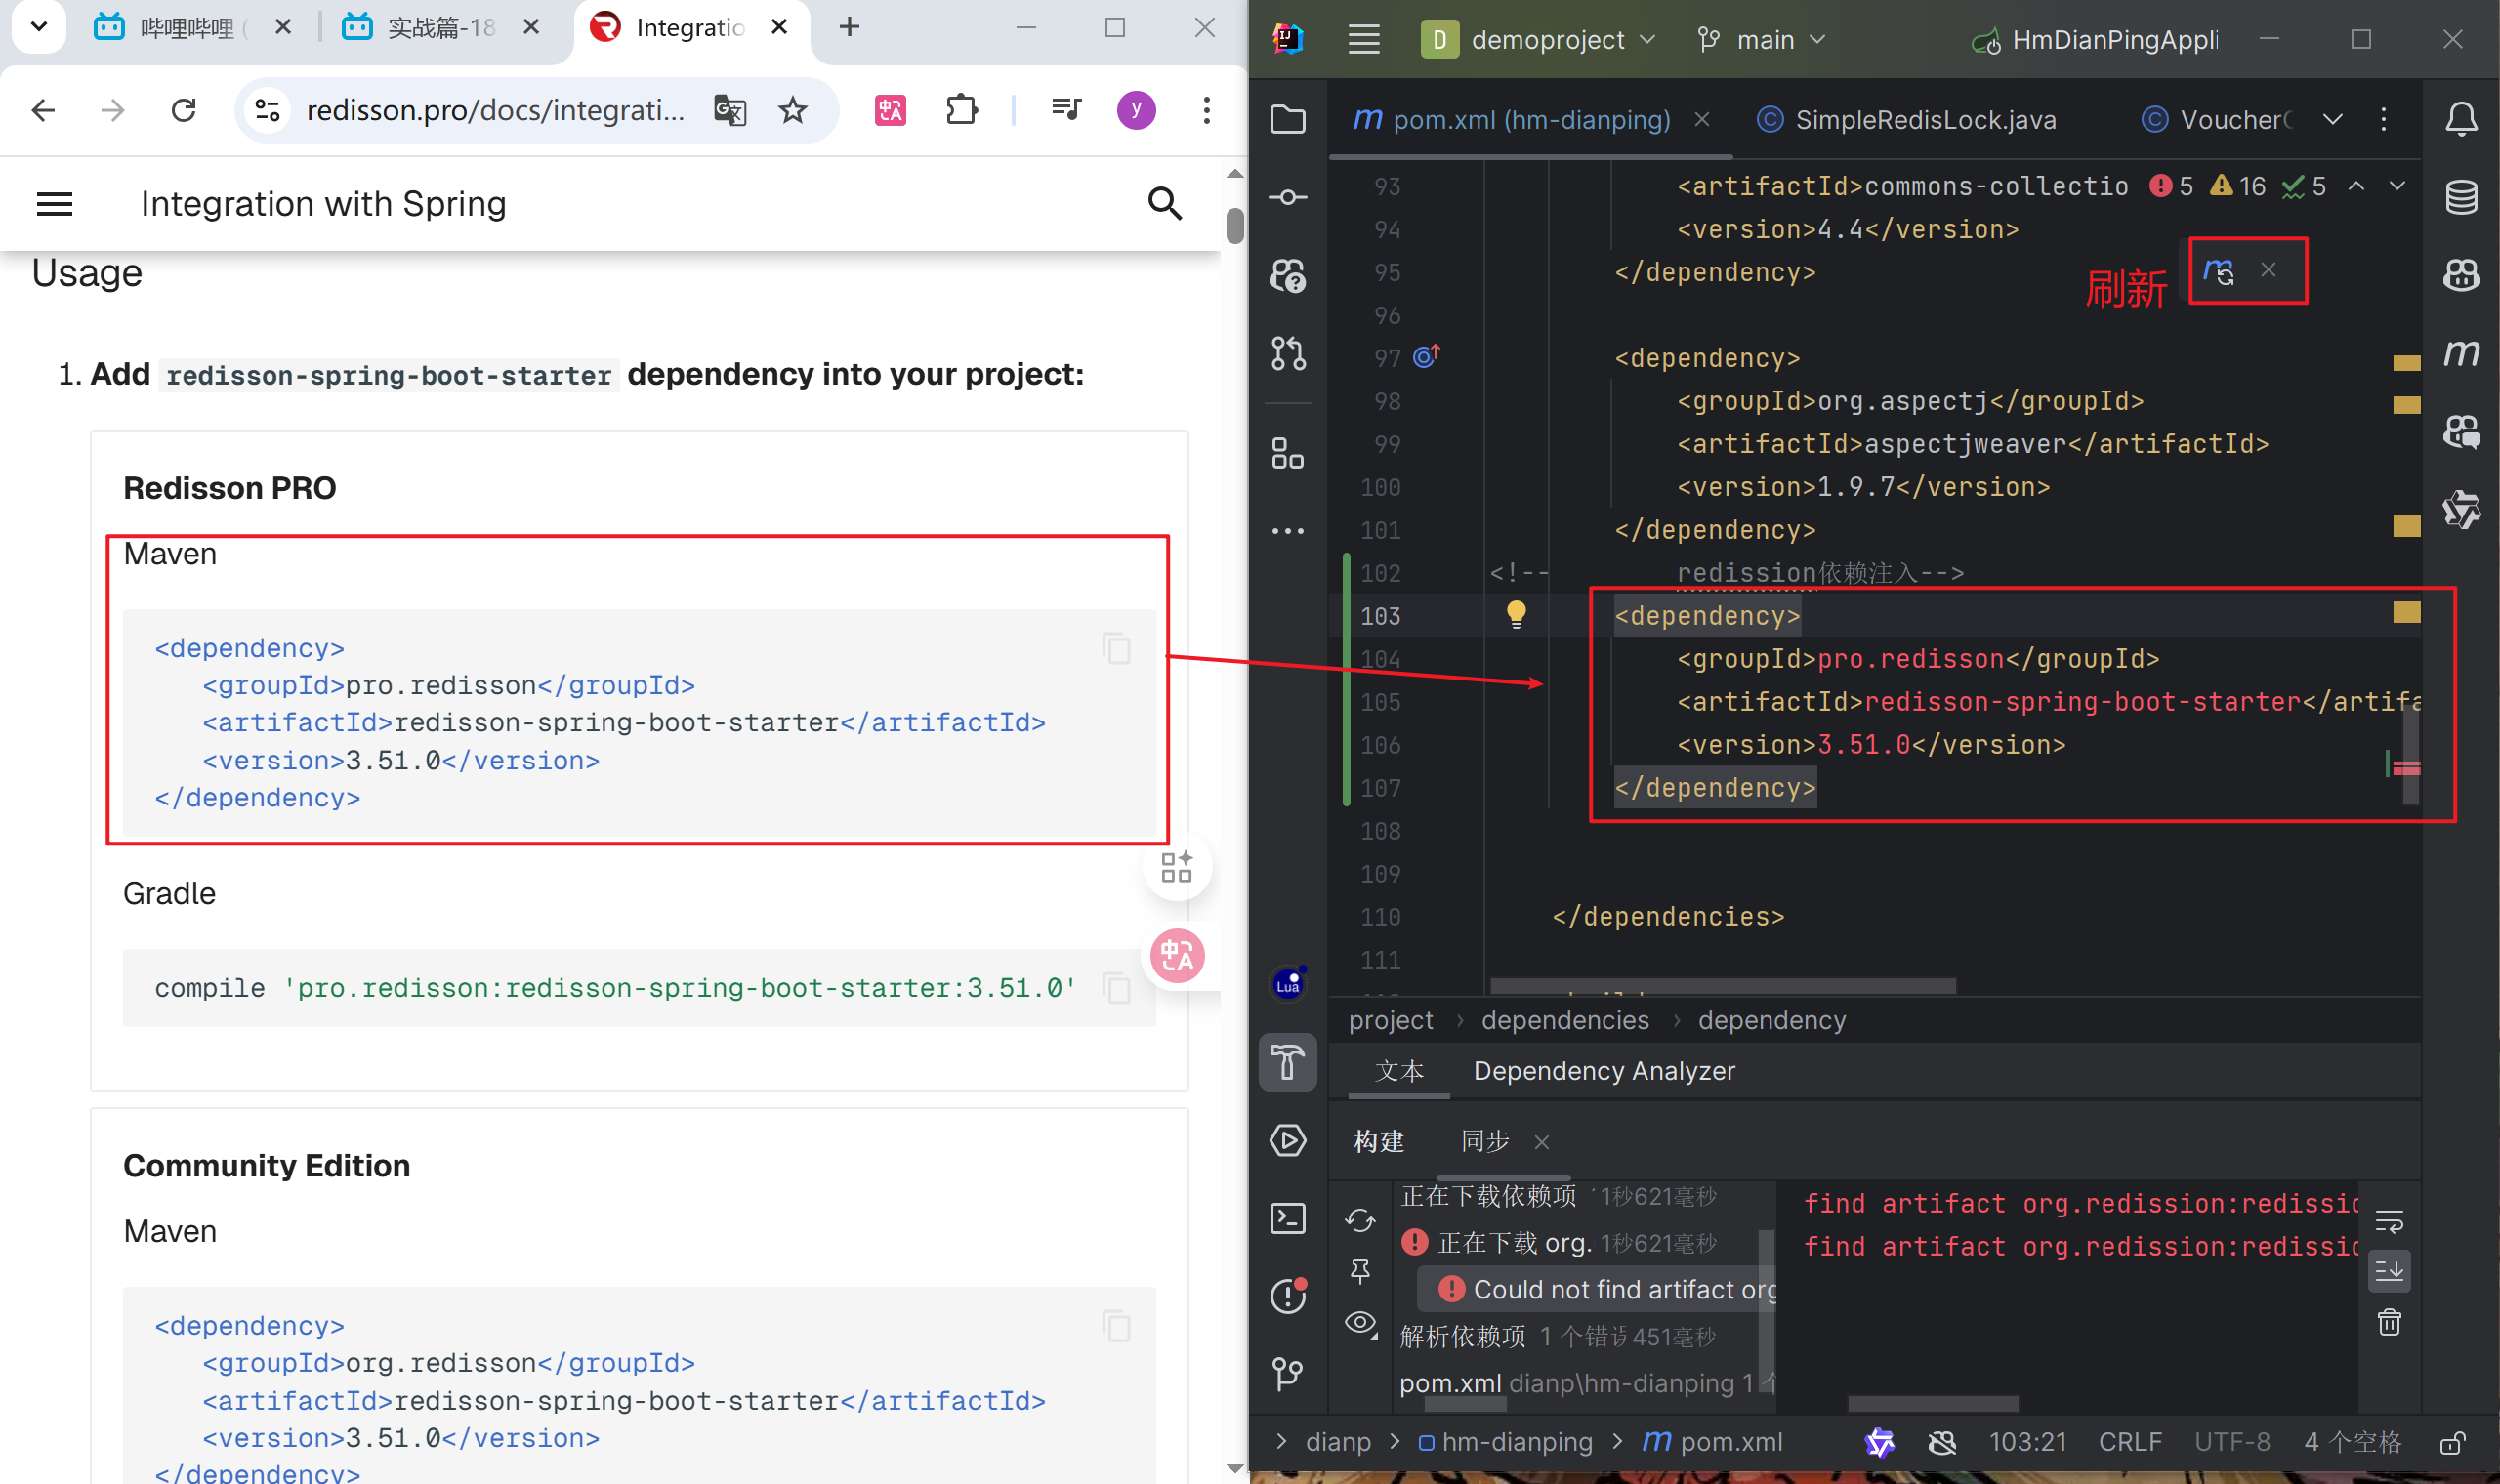 哔哩哔哩 (
实战篇-18
Integratio
redisson.pro/docs/integrati...
y
Integration with Spring
Usage
1. Add redisson-spring-boot-starter dependency into your project:
Redisson PRO
Maven
<dependency>
<groupId>pro.redisson</groupId>
<artifactId>redisson-spring-boot-starter</artifactId>
<version>3.51.0</version>
</dependency>
Gradle
compile 'pro.redisson:redisson-spring-boot-starter:3.51.0'
Community Edition
Maven
<dependency>
<groupId>org.redisson</groupId>
<artifactId>redisson-spring-boot-starter</artifactId>
<version>3.51.0</version>
</dependency>
D demoproject
main
HmDianPingAppli
pom.xml (hm-dianping)
SimpleRedisLock.java
VoucherC
5 16 5
93 <artifactId>commons-collectio
94 <version>4.4</version>
95 </dependency>
刷新
96
97 <dependency>
98 <groupId>org.aspectj</groupId>
99 <artifactId>aspectjweaver</artifactId>
100 <version>1.9.7</version>
101 </dependency>
102 <!-- redission依赖注入-->
103 <dependency>
104 <groupId>pro.redisson</groupId>
105 <artifactId>redisson-spring-boot-starter</artifa
106 <version>3.51.0</version>
107 </dependency>
108
109
110 </dependencies>
111
project > dependencies > dependency
文本 Dependency Analyzer
构建 同步
正在下载依赖项 1秒621毫秒
正在下载 org. 1秒621毫秒
Could not find artifact org
解析依赖项 1 个错误 451毫秒
pom.xml dianp\hm-dianping 1 个
find artifact org.redission:redissio
find artifact org.redission:redissio
Lua
dianp > hm-dianping > pom.xml
103:21 CRLF UTF-8 4 个空格